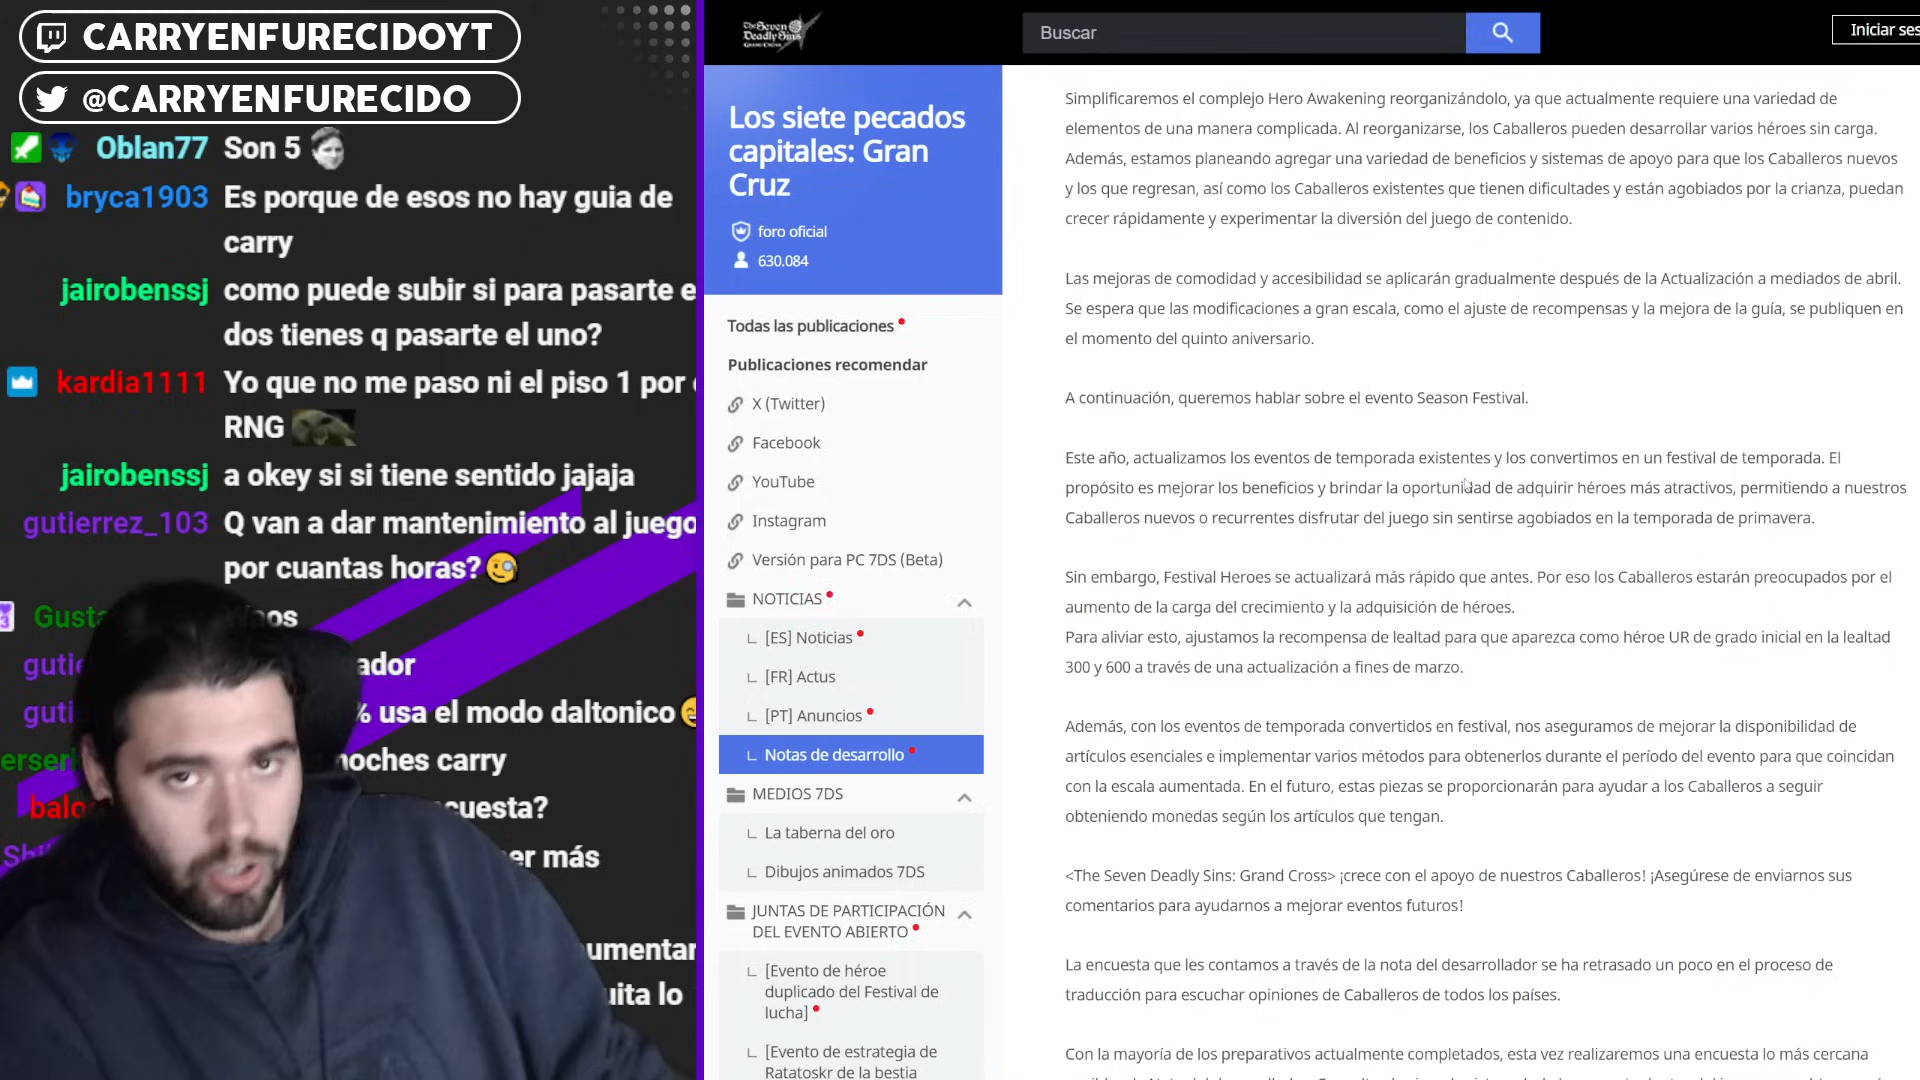 CARRYENFURECIDOYT
@CARRYENFURECIDO
Oblan77 Son 5
bryca1903 Es porque de esos no hay guia de
carry
jairobenssj como puede subir si para pasarte e
dos tienes q pasarte el uno?
kardia1111 Yo que no me paso ni el piso 1 por
RNG
jairobenssj a okey si si tiene sentido jajaja
gutierrez_103 Q van a dar mantenimiento al juego
por cuantas horas?
Gusta
gutie ador
guti % usa el modo daltonico
erser noches carry
balo cuesta?
er más
umentar
uita lo
The Seven
Deadly Sins
GRAND CROSS
Buscar
Iniciar ses
Los siete pecados
capitales: Gran
Cruz
foro oficial
630.084
Todas las publicaciones
Publicaciones recomendar
X (Twitter)
Facebook
YouTube
Instagram
Versión para PC 7DS (Beta)
NOTICIAS
[ES] Noticias
[FR] Actus
[PT] Anuncios
Notas de desarrollo
MEDIOS 7DS
La taberna del oro
Dibujos animados 7DS
JUNTAS DE PARTICIPACIÓN
DEL EVENTO ABIERTO
[Evento de héroe
duplicado del Festival de
lucha]
[Evento de estrategia de
Ratatoskr de la bestia
Simplificaremos el complejo Hero Awakening reorganizándolo, ya que actualmente requiere una variedad de
elementos de una manera complicada. Al reorganizarse, los Caballeros pueden desarrollar varios héroes sin carga.
Además, estamos planeando agregar una variedad de beneficios y sistemas de apoyo para que los Caballeros nuevos
y los que regresan, así como los Caballeros existentes que tienen dificultades y están agobiados por la crianza, puedan
crecer rápidamente y experimentar la diversión del juego de contenido.
Las mejoras de comodidad y accesibilidad se aplicarán gradualmente después de la Actualización a mediados de abril.
Se espera que las modificaciones a gran escala, como el ajuste de recompensas y la mejora de la guía, se publiquen en
el momento del quinto aniversario.
A continuación, queremos hablar sobre el evento Season Festival.
Este año, actualizamos los eventos de temporada existentes y los convertimos en un festival de temporada. El
propósito es mejorar los beneficios y brindar la oportunidad de adquirir héroes más atractivos, permitiendo a nuestros
Caballeros nuevos o recurrentes disfrutar del juego sin sentirse agobiados en la temporada de primavera.
Sin embargo, Festival Heroes se actualizará más rápido que antes. Por eso los Caballeros estarán preocupados por el
aumento de la carga del crecimiento y la adquisición de héroes.
Para aliviar esto, ajustamos la recompensa de lealtad para que aparezca como héroe UR de grado inicial en la lealtad
300 y 600 a través de una actualización a fines de marzo.
Además, con los eventos de temporada convertidos en festival, nos aseguramos de mejorar la disponibilidad de
artículos esenciales e implementar varios métodos para obtenerlos durante el período del evento para que coincidan
con la escala aumentada. En el futuro, estas piezas se proporcionarán para ayudar a los Caballeros a seguir
obteniendo monedas según los artículos que tengan.
<The Seven Deadly Sins: Grand Cross> ¡crece con el apoyo de nuestros Caballeros! ¡Asegúrese de enviarnos sus
comentarios para ayudarnos a mejorar eventos futuros!
La encuesta que les contamos a través de la nota del desarrollador se ha retrasado un poco en el proceso de
traducción para escuchar opiniones de Caballeros de todos los países.
Con la mayoría de los preparativos actualmente completados, esta vez realizaremos una encuesta lo más cercana